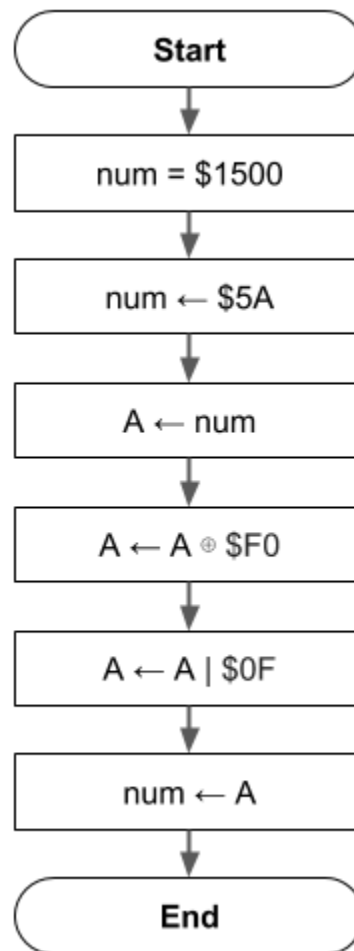 Start
num = $1500
num ← $5A
A ← num
A ← A ⊕ $F0
A ← A | $0F
num ← A
End